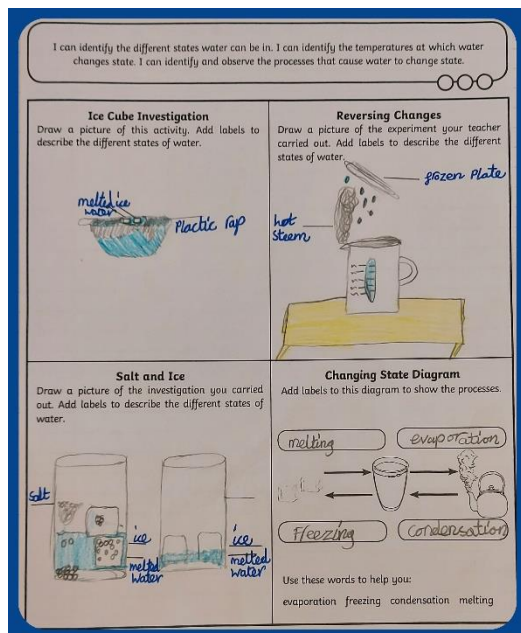 I can identify the different states water can be in. I can identify the temperatures at which water
changes state. I can identify and observe the processes that cause water to change state.
Ice Cube Investigation
Draw a picture of this activity. Add labels to
describe the different states of water.
melted ice
water
Plactic rap
Reversing Changes
Draw a picture of the experiment your teacher
carried out. Add labels to describe the different
states of water.
frozen Plate
hot
Steem
Salt and Ice
Draw a picture of the investigation you carried
out. Add labels to describe the different states of
water.
Salt
ice
melted
water
ice
melted
water
Changing State Diagram
Add labels to this diagram to show the processes.
melting
evaporation
Freezing
Condensation
Use these words to help you:
evaporation freezing condensation melting